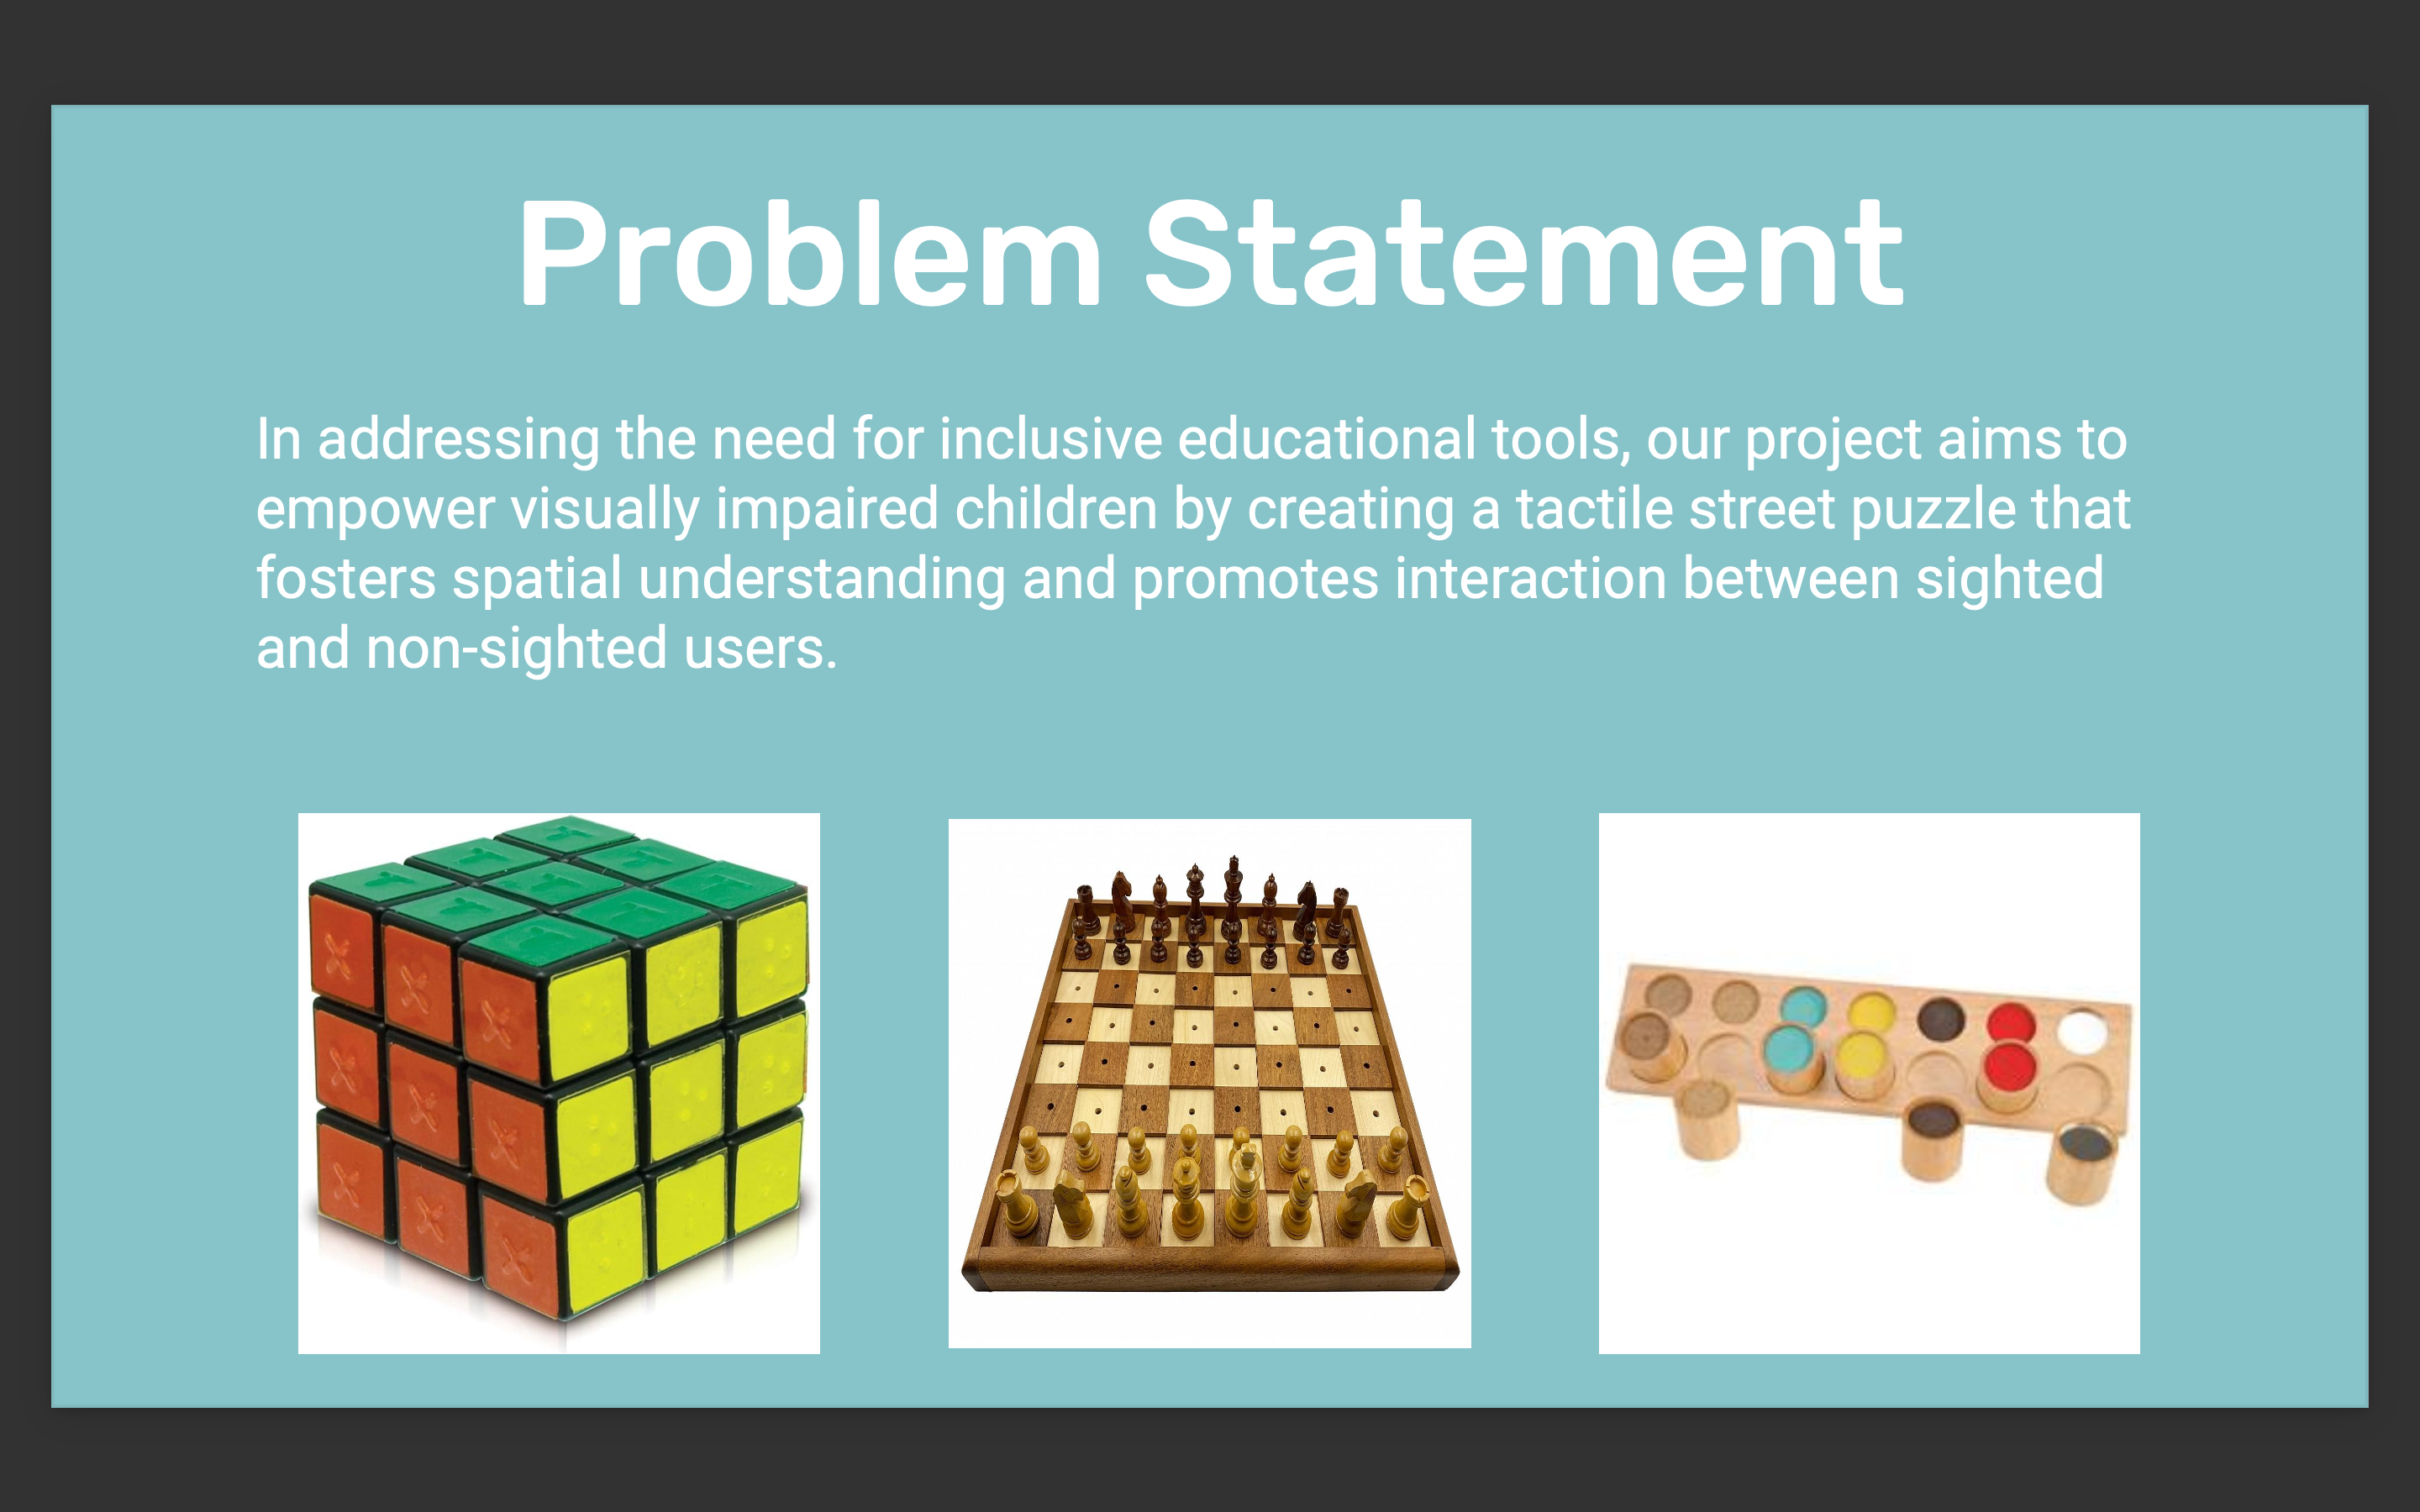 Problem Statement
In addressing the need for inclusive educational tools, our project aims to
empower visually impaired children by creating a tactile street puzzle that
fosters spatial understanding and promotes interaction between sighted
and non-sighted users.